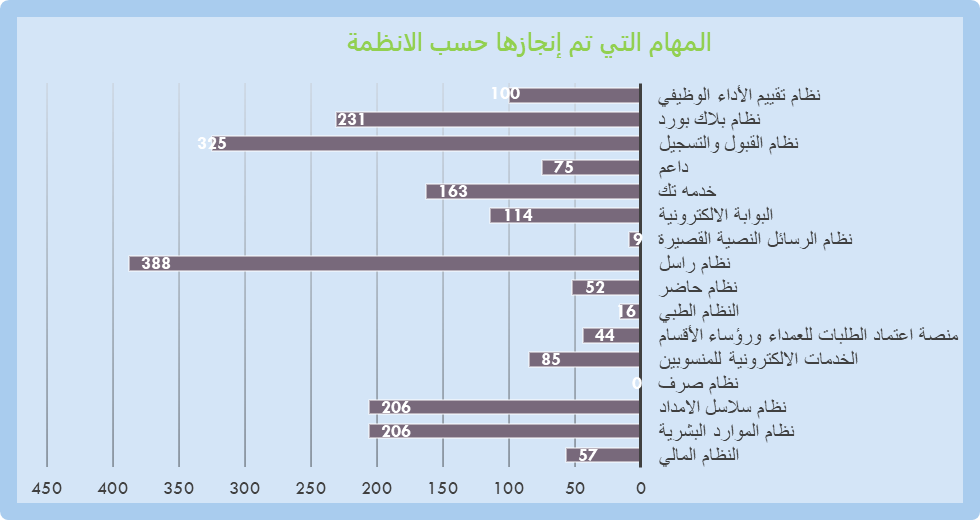 المهام التي تم إنجازها حسب الانظمة
نظام تقييم الأداء الوظيفي 100
نظام بلاك بورد 231
نظام القبول والتسجيل 325
داعم 75
خدمه تك 163
البوابة الالكترونية 114
نظام الرسائل النصية القصيرة 9
نظام راسل 388
نظام حاضر 52
النظام الطبي 16
منصة اعتماد الطلبات للعمداء ورؤساء الأقسام 44
الخدمات الالكترونية للمنسوبين 85
نظام صرف 0
نظام سلاسل الامداد 206
نظام الموارد البشرية 206
النظام المالي 57
450 400 350 300 250 200 150 100 50 0